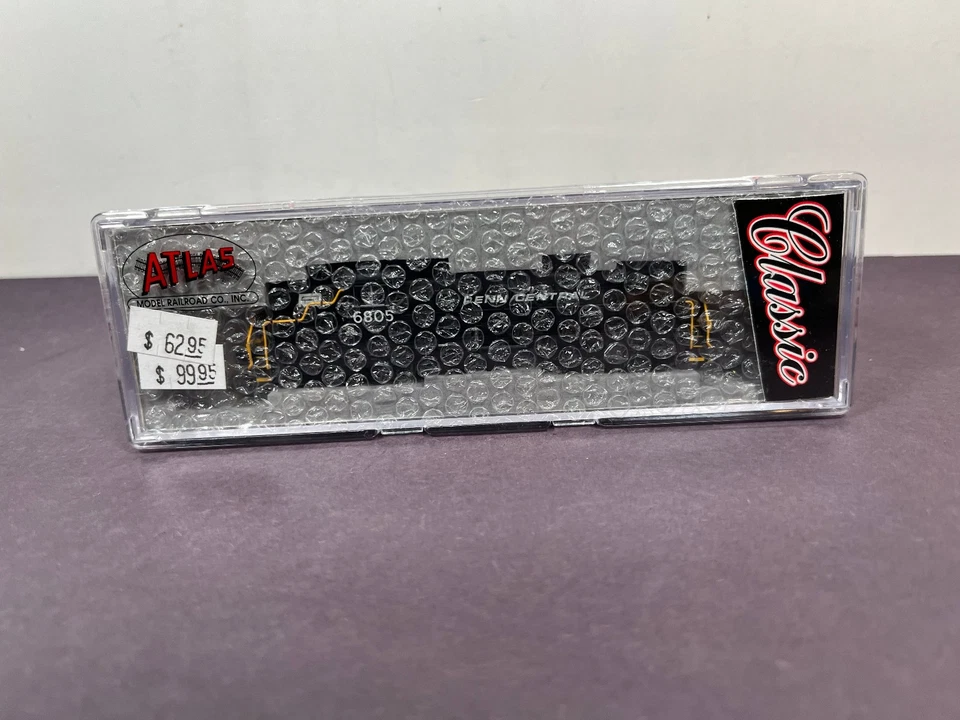 ATLAS
MODEL RAILROAD CO., INC.
$ 62.95
$ 99.95
6805
PENN CENTRAL
Classic